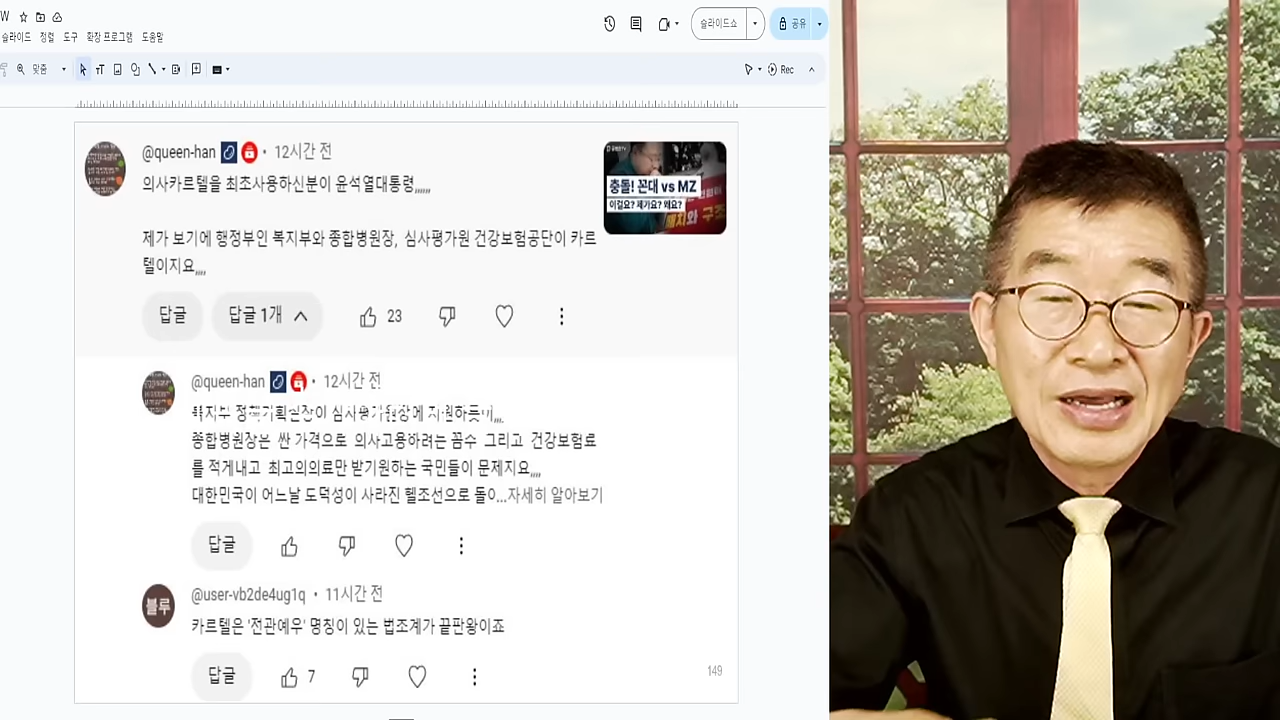 W
슬라이드 정렬 도구 확장 프로그램 도움말
슬라이드쇼
공유
맞춤
Rec
@queen-han · 12시간 전
의사카르텔을 최초사용하신분이 윤석열대통령,,,,,,
제가 보기에 행정부인 복지부와 종합병원장, 심사평가원 건강보험공단이 카르
텔이지요,,,,
충돌! 꼰대 vs MZ
이걸요? 제가요? 왜요?
구조
답글
답글 1개
23
@queen-han · 12시간 전
종합병원장은 싼 가격으로 의사고용하려는 꼼수 그리고 건강보험료
를 적게내고 최고의의료만 받기원하는 국민들이 문제지요,,,,
대한민국이 어느날 도덕성이 사라진 헬조선으로 돌아...자세히 알아보기
답글
블루
@user-vb2de4ug1q · 11시간 전
카르텔은 '전관예우' 명칭이 있는 법조계가 끝판왕이죠
답글
7
149